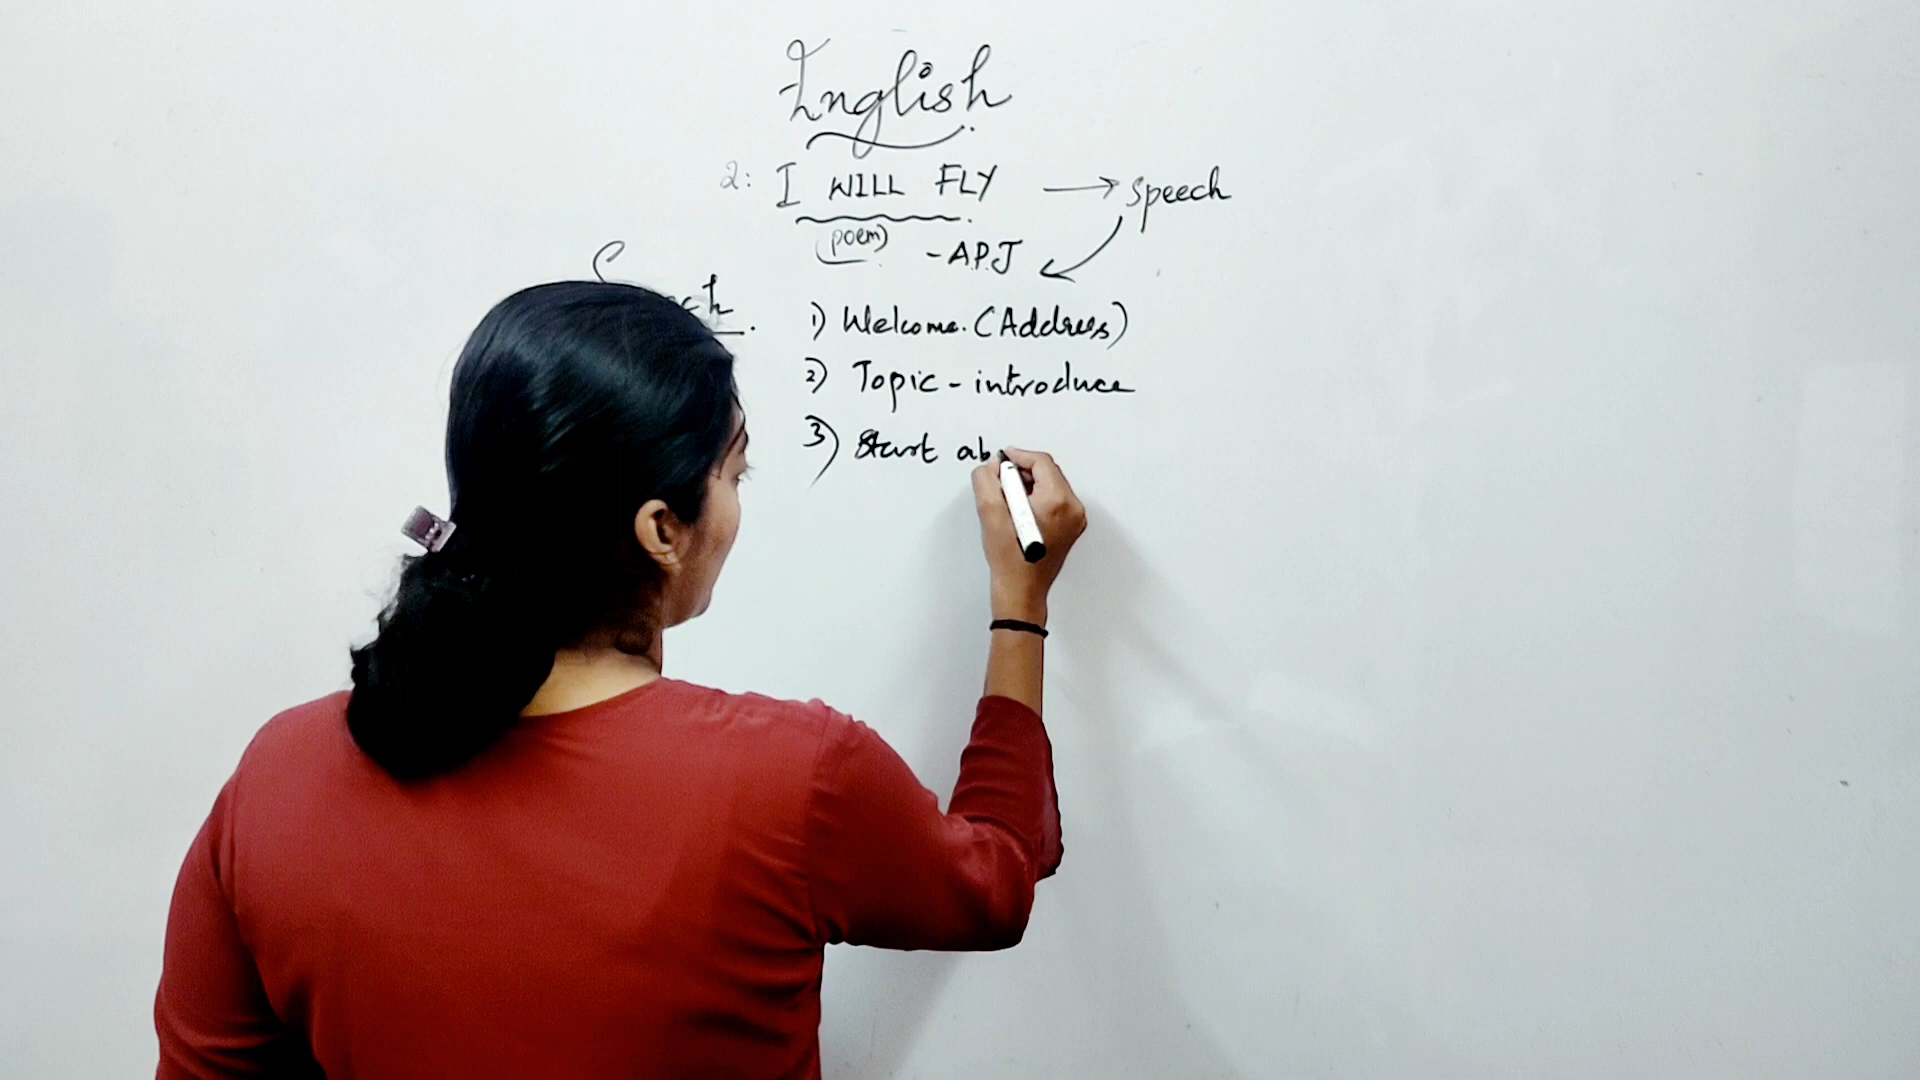 English
2: I WILL FLY → Speech
(poem) - A.P.J
1) Welcome. (Address)
2) Topic - introduce
3) Start ab